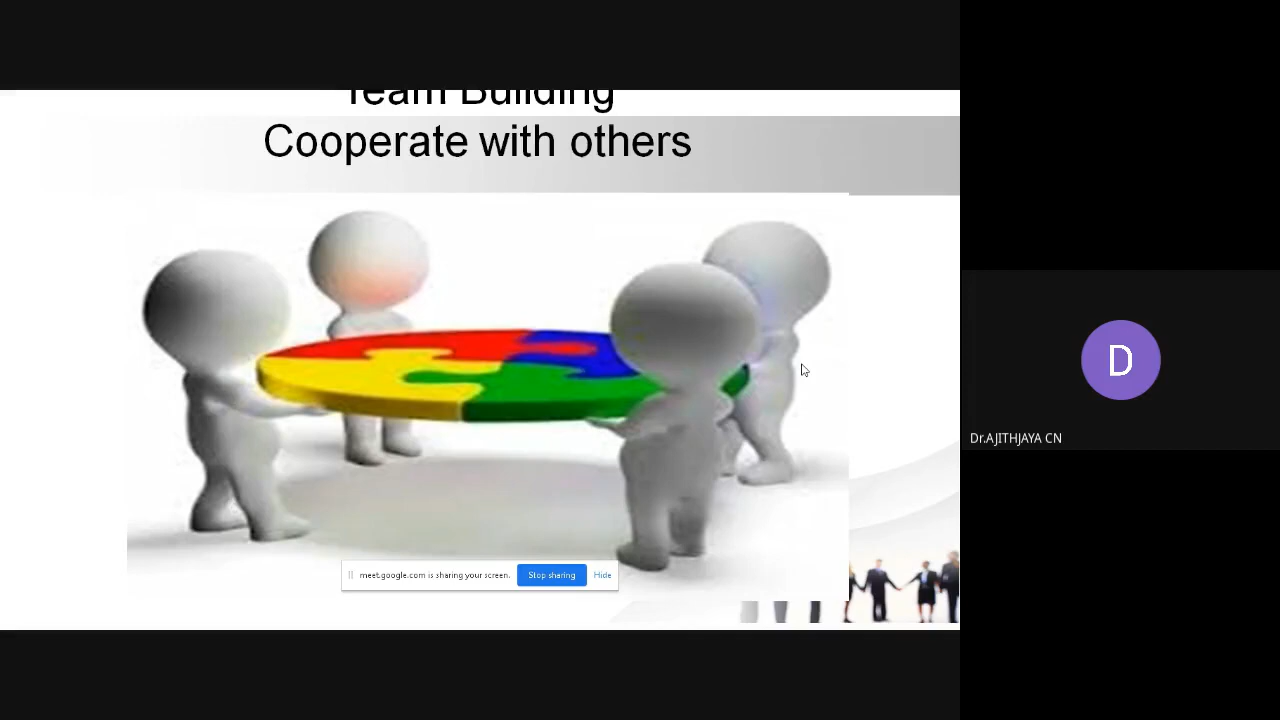 Team Building
Cooperate with others
meet.google.com is sharing your screen.
Stop sharing
Hide
D
Dr.AJITHJAYA CN